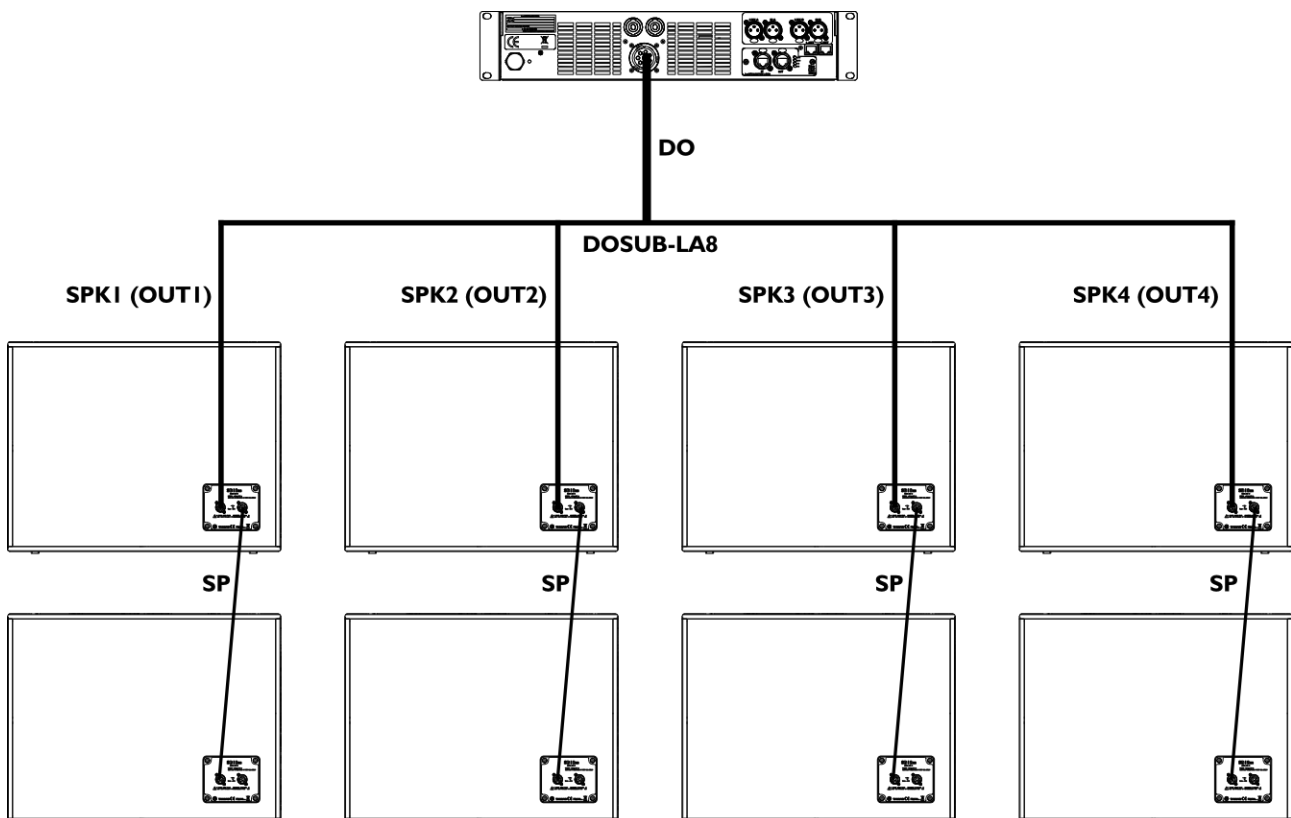 DO
DOSUB-LA8
SPK1 (OUT1)
SPK2 (OUT2)
SPK3 (OUT3)
SPK4 (OUT4)
SP
SP
SP
SP